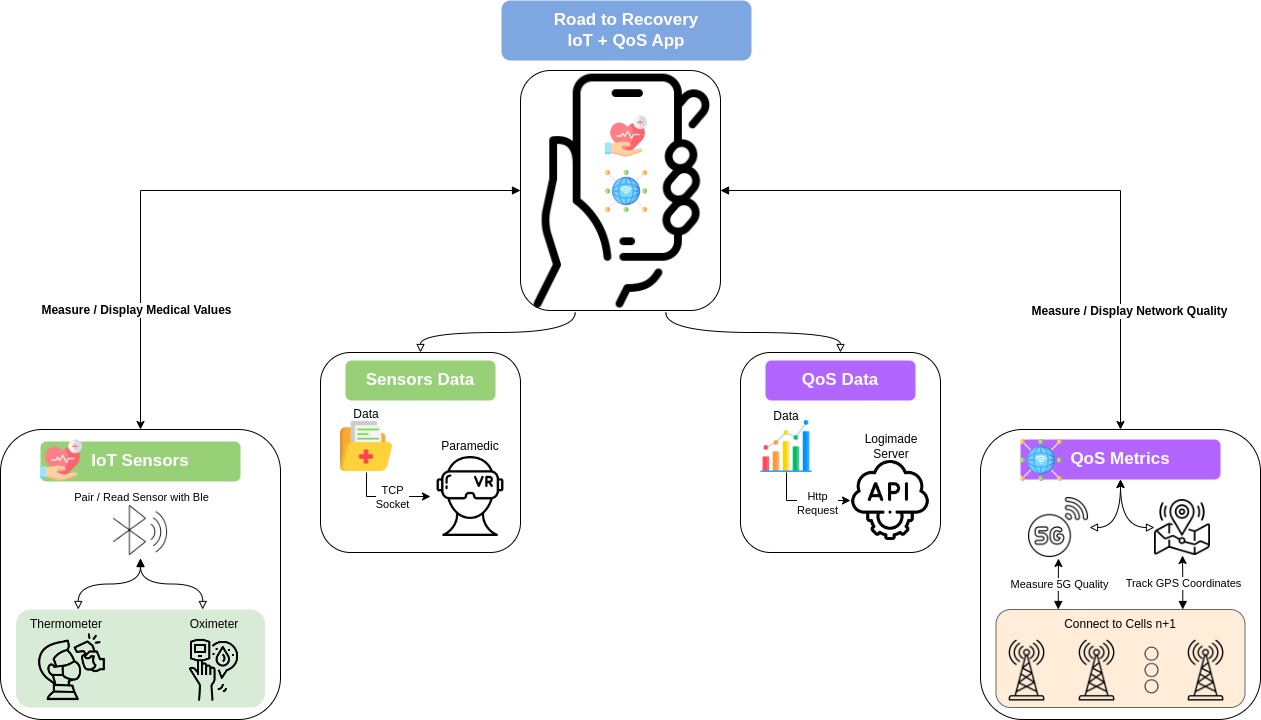 Road to Recovery
IoT + QoS App
Measure / Display Medical Values
Measure / Display Network Quality
Sensors Data
Data
Paramedic
VR
TCP
Socket
QoS Data
Data
Logimade
Server
API
Http
Request
IoT Sensors
Pair / Read Sensor with Ble
Thermometer
Oximeter
QoS Metrics
5G
Measure 5G Quality
Track GPS Coordinates
Connect to Cells n+1